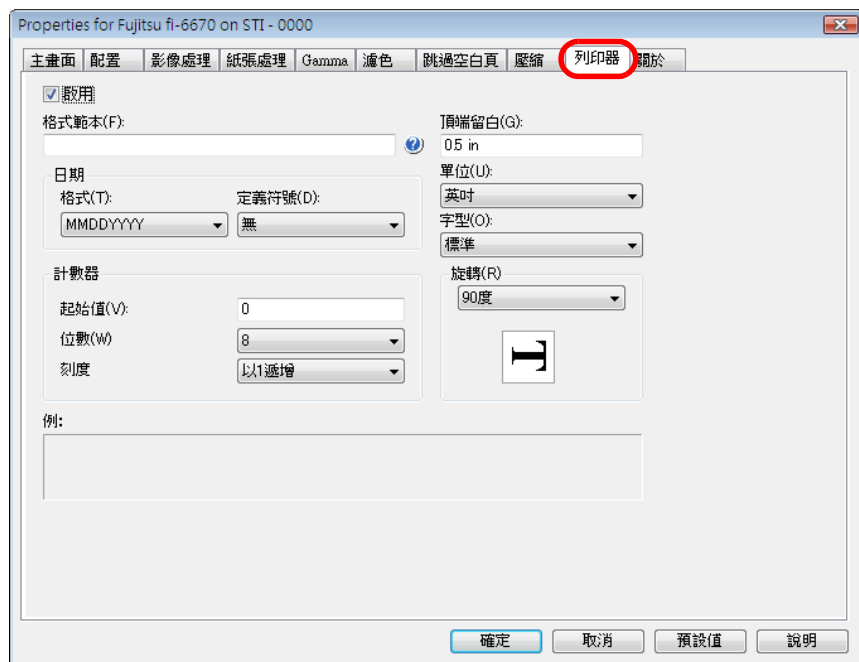 Properties for Fujitsu fi-6670 on STI - 0000
主畫面 配置 影像處理 紙張處理 Gamma 濾色 跳過空白頁 壓縮 列印器 關於
啟用
格式範本(F):
頂端留白(G):
0.5 in
日期
單位(U):
格式(T): 定義符號(D):
英吋
MMDDYYYY 無
字型(O):
標準
計數器
旋轉(R)
90度
起始值(V): 0
位數(W) 8
刻度 以1遞增
例:
確定 取消 預設值 說明